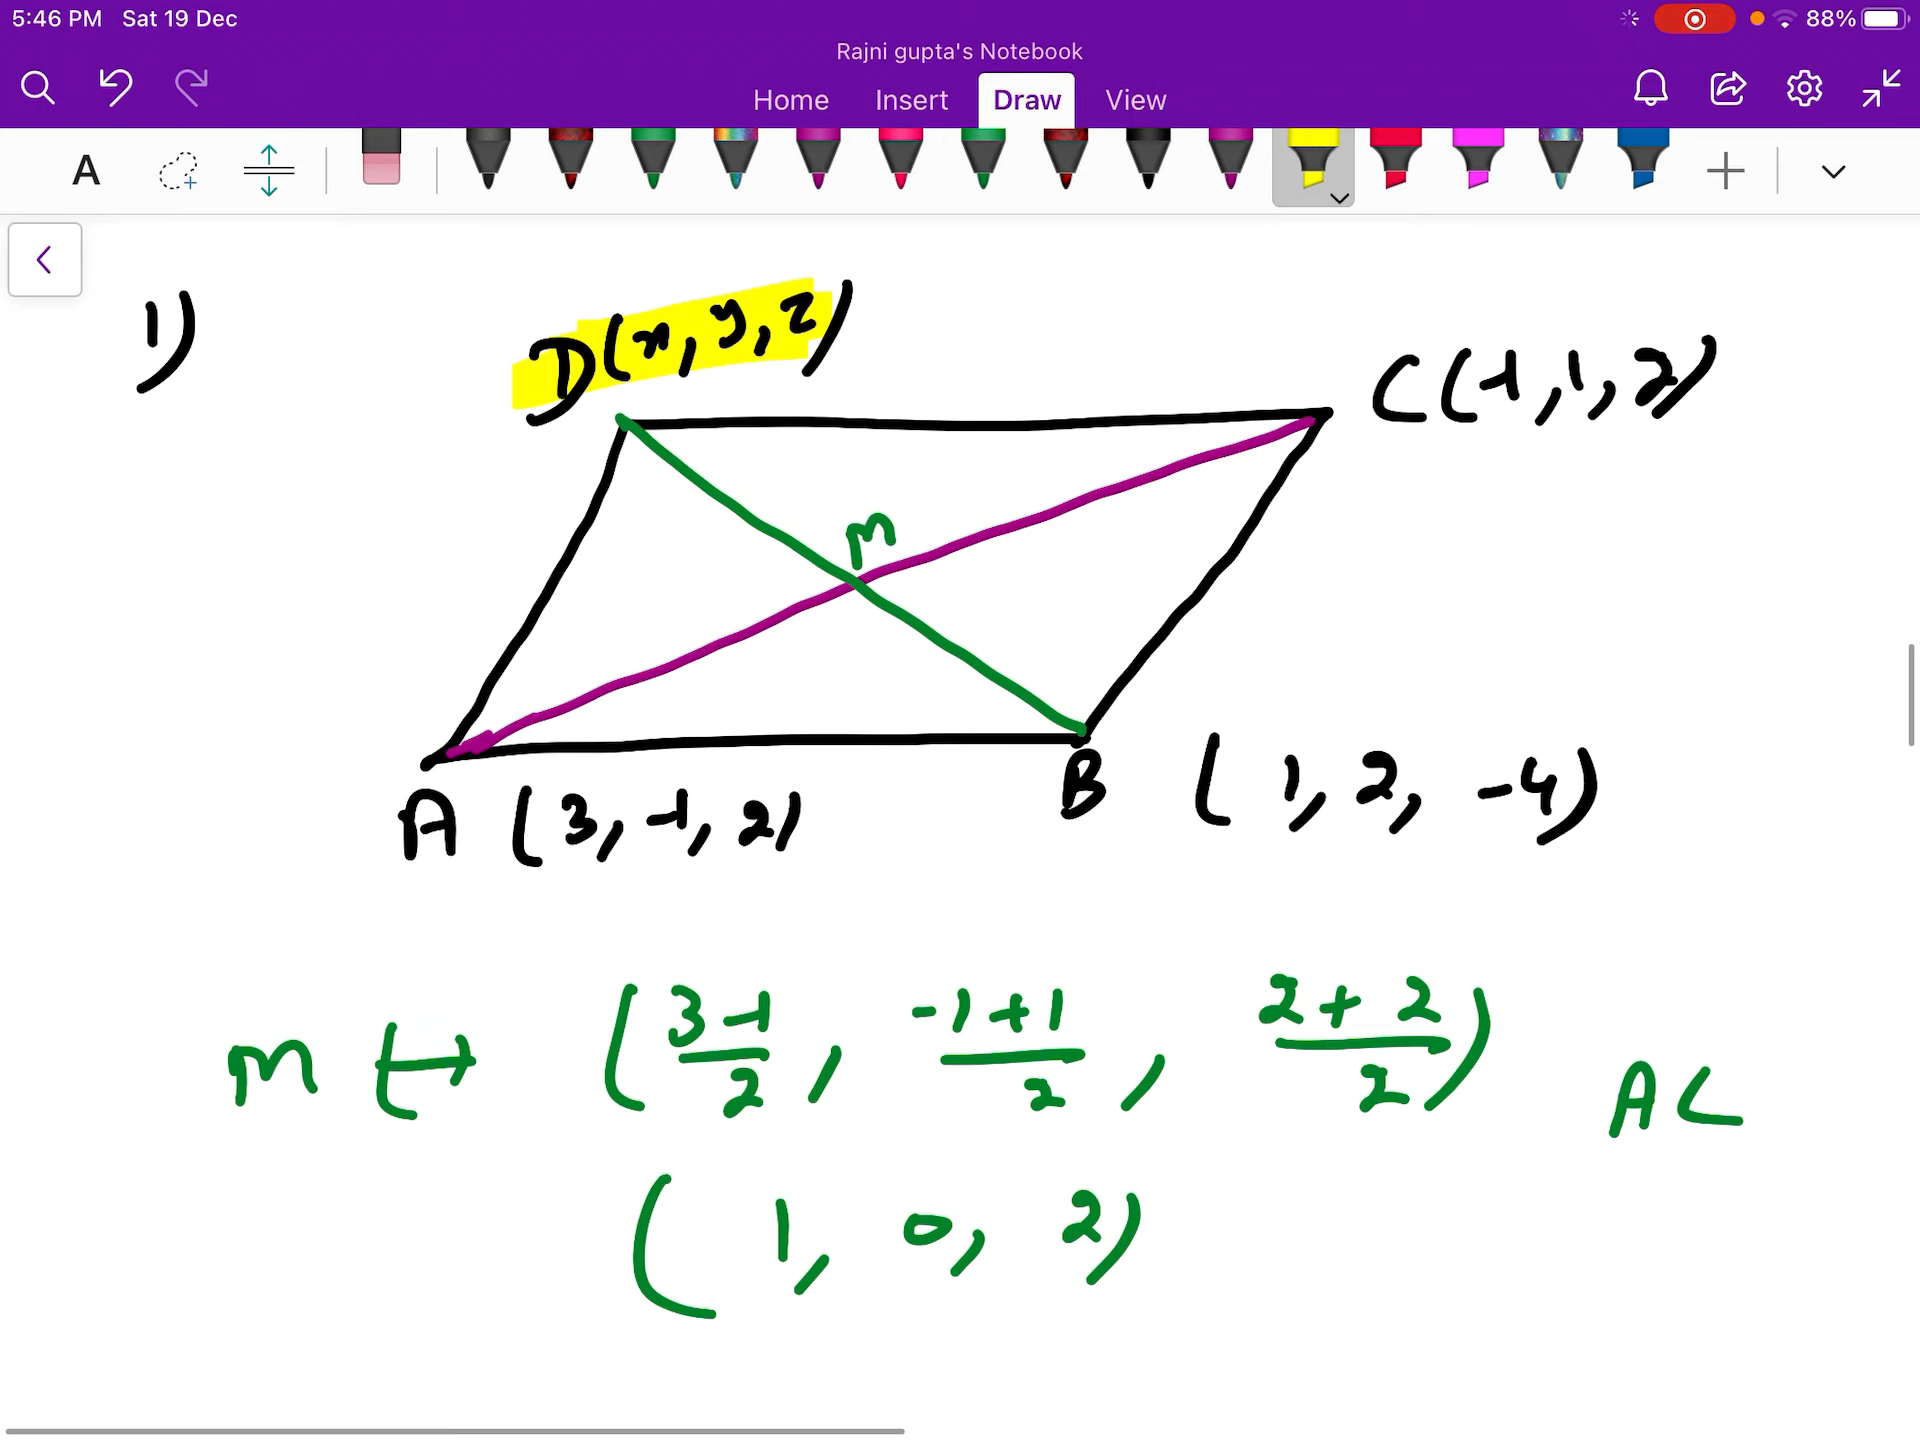 5:46 PM Sat 19 Dec
88%
Rajni gupta's Notebook
Home Insert Draw View
A
1)
D(x, y, z)
C(-1, 1, 2)
m
A (3, -1, 2)
B (1, 2, -4)
m ↦ (3-1/2, -1+1/2, 2+2/2) AC
(1, 0, 2)